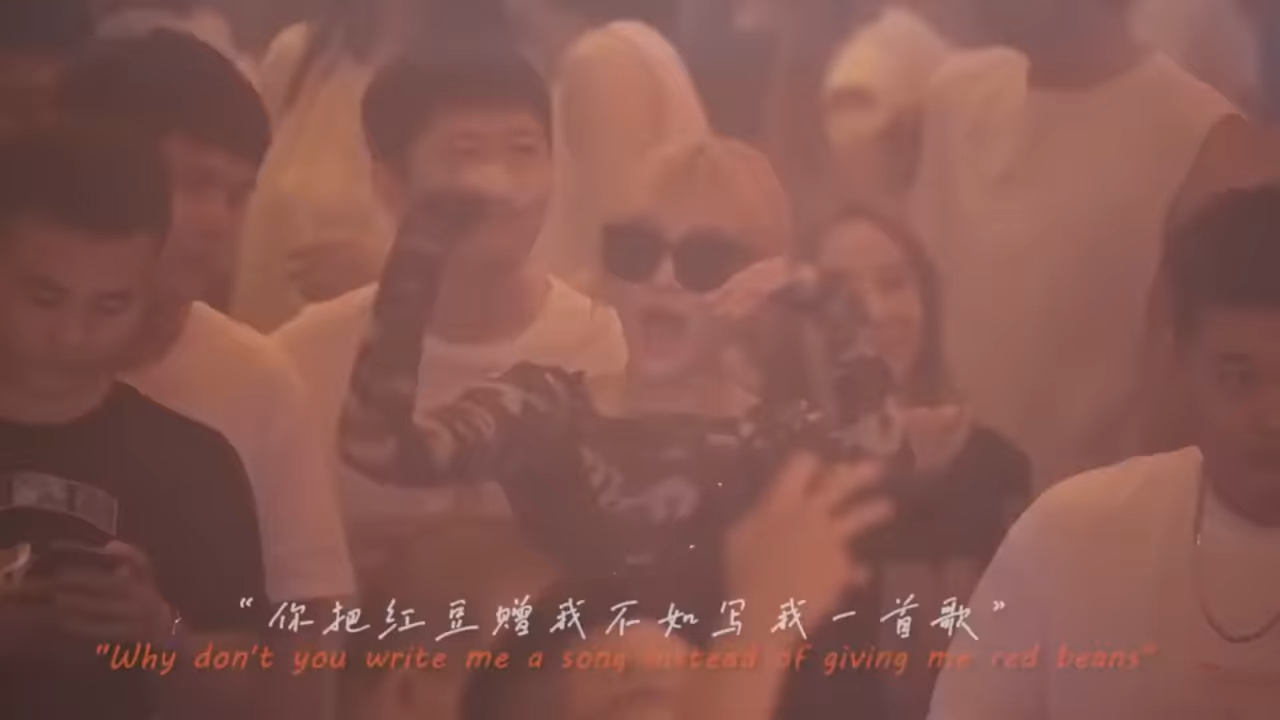 “你把红豆赠我不如写我一首歌”
"Why don't you write me a song instead of giving me red beans"